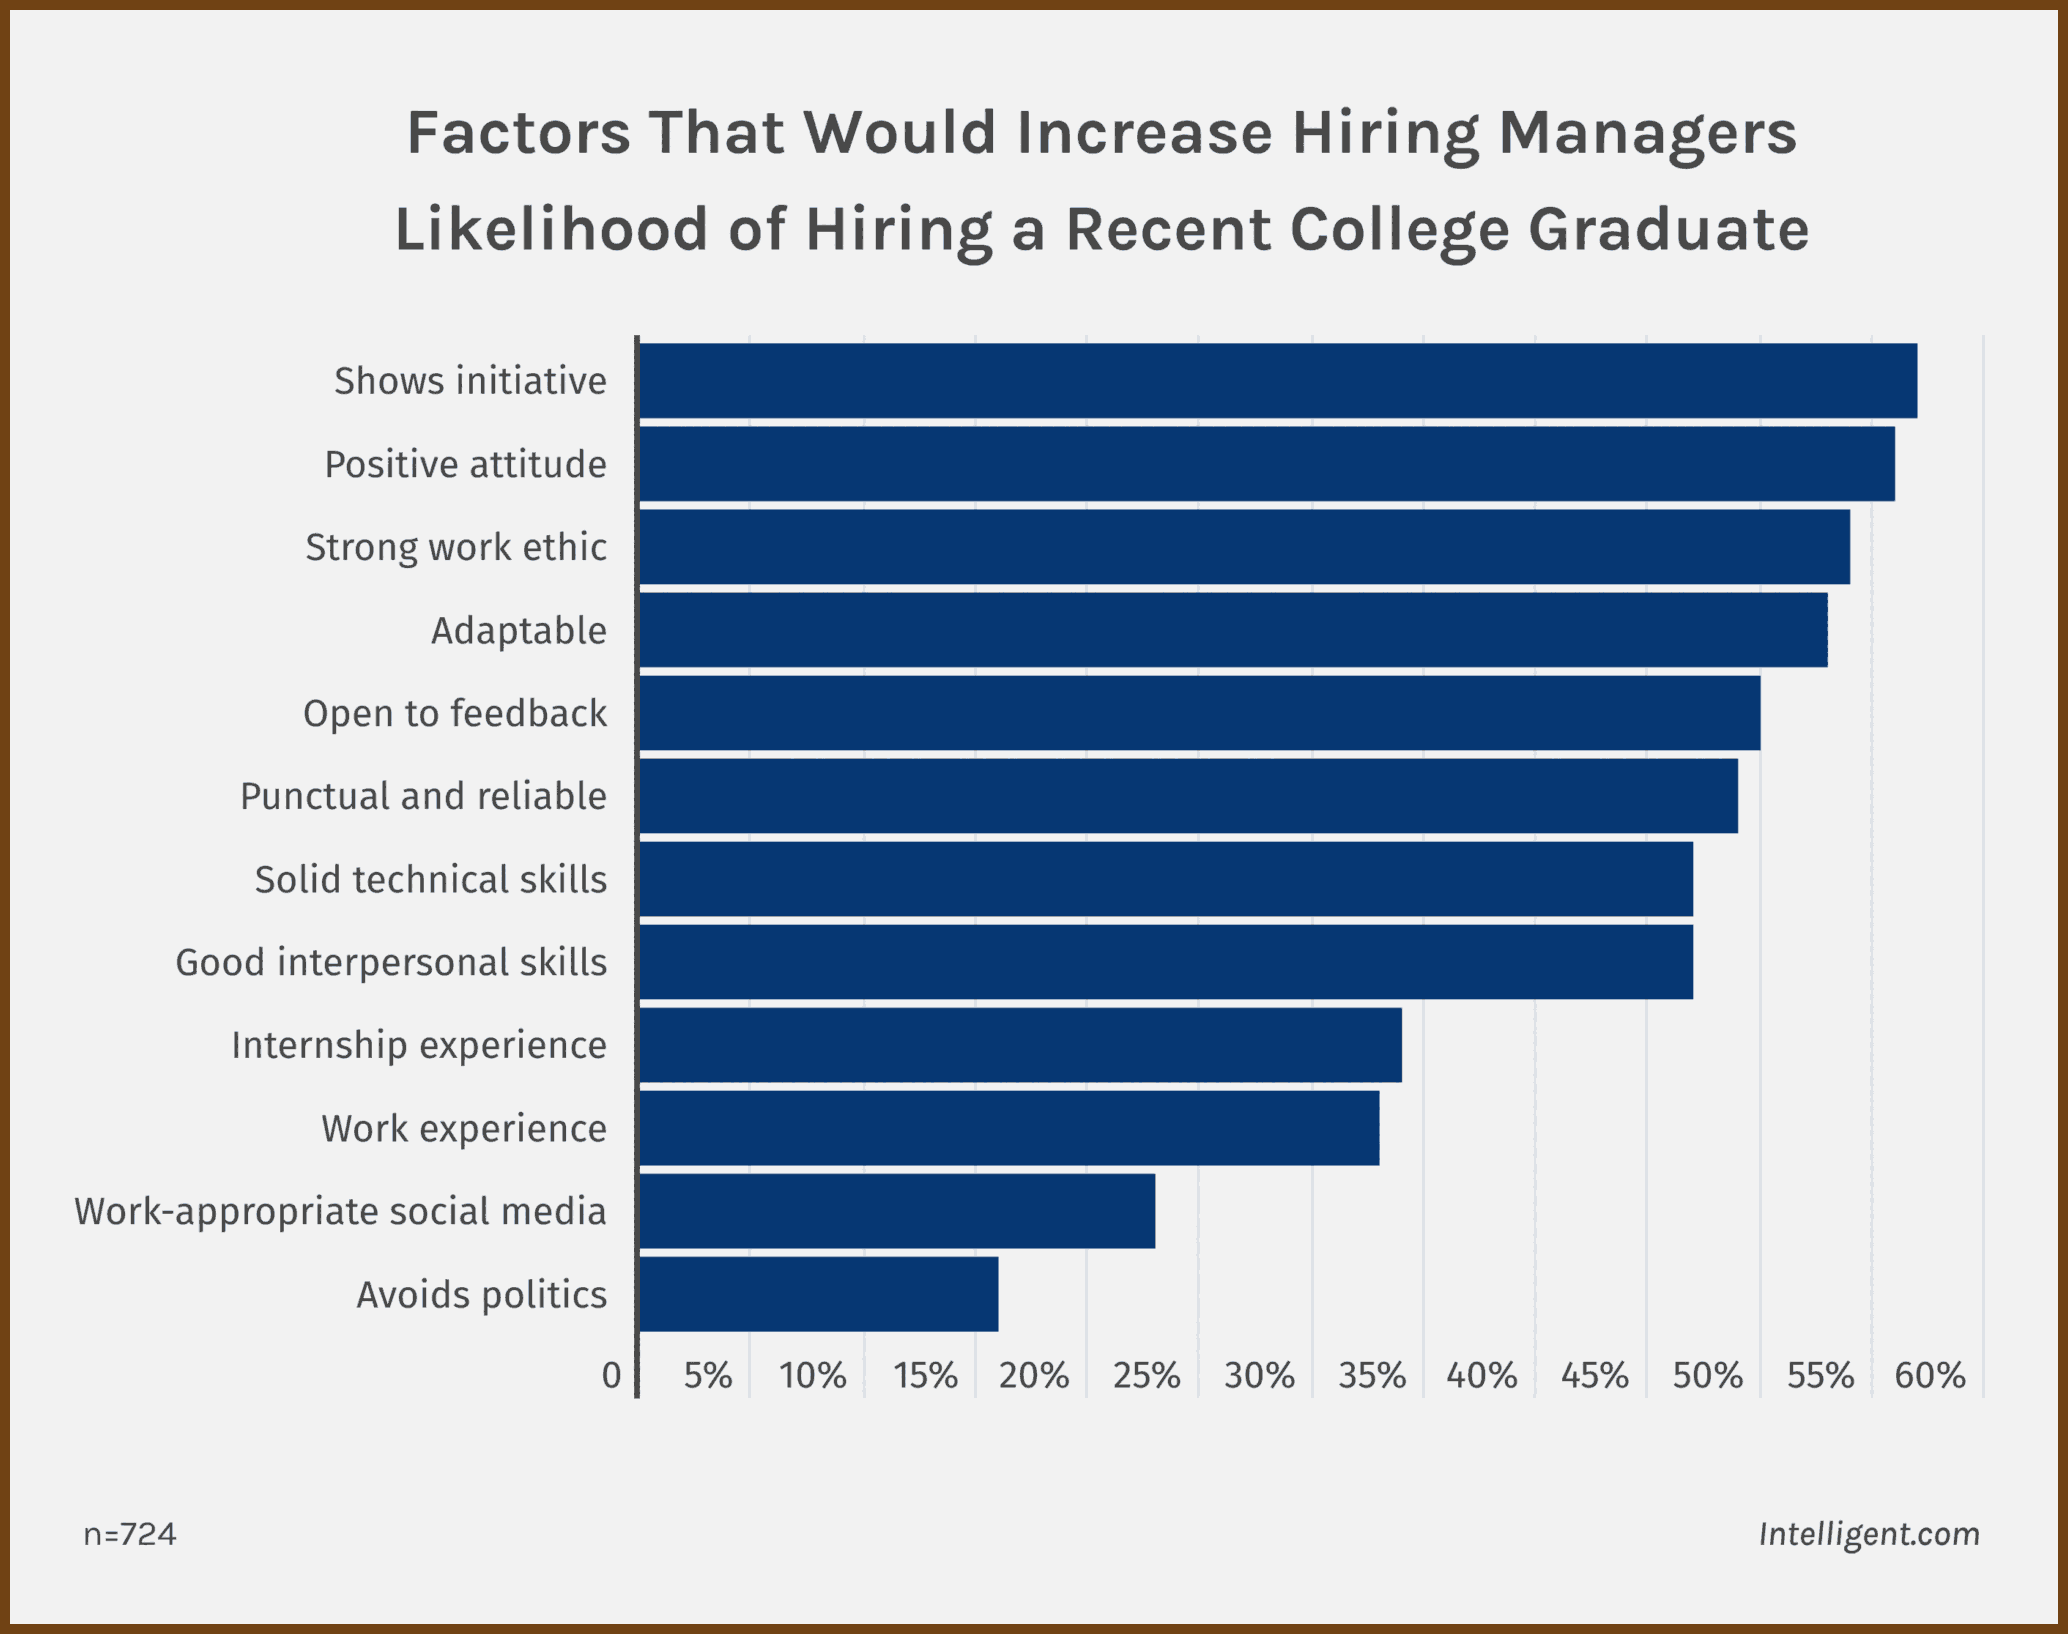 Factors That Would Increase Hiring Managers
Likelihood of Hiring a Recent College Graduate
Shows initiative
Positive attitude
Strong work ethic
Adaptable
Open to feedback
Punctual and reliable
Solid technical skills
Good interpersonal skills
Internship experience
Work experience
Work-appropriate social media
Avoids politics
0 5% 10% 15% 20% 25% 30% 35% 40% 45% 50% 55% 60%
n=724
Intelligent.com